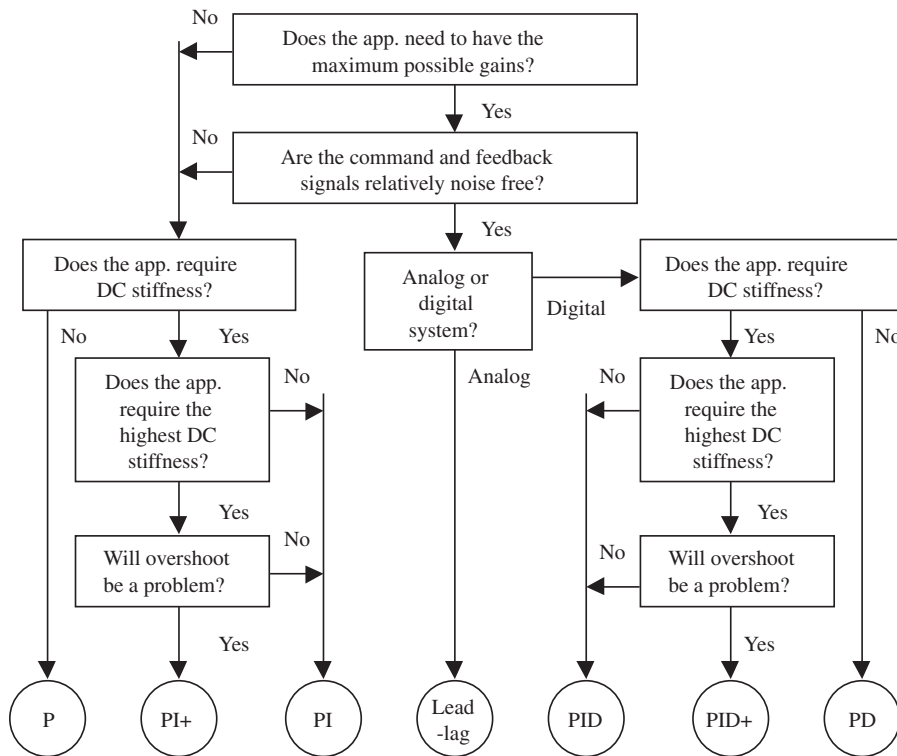 No
Does the app. need to have the
maximum possible gains?
Yes
No
Are the command and feedback
signals relatively noise free?
Yes
Does the app. require
DC stiffness?
Analog or
digital
system?
Digital
Does the app. require
DC stiffness?
No
Yes
Analog
Yes
No
Does the app.
require the
highest DC
stiffness?
No
No
Does the app.
require the
highest DC
stiffness?
Yes
Yes
Will overshoot
be a problem?
No
No
Will overshoot
be a problem?
Yes
Yes
P
PI+
PI
Lead
-lag
PID
PID+
PD